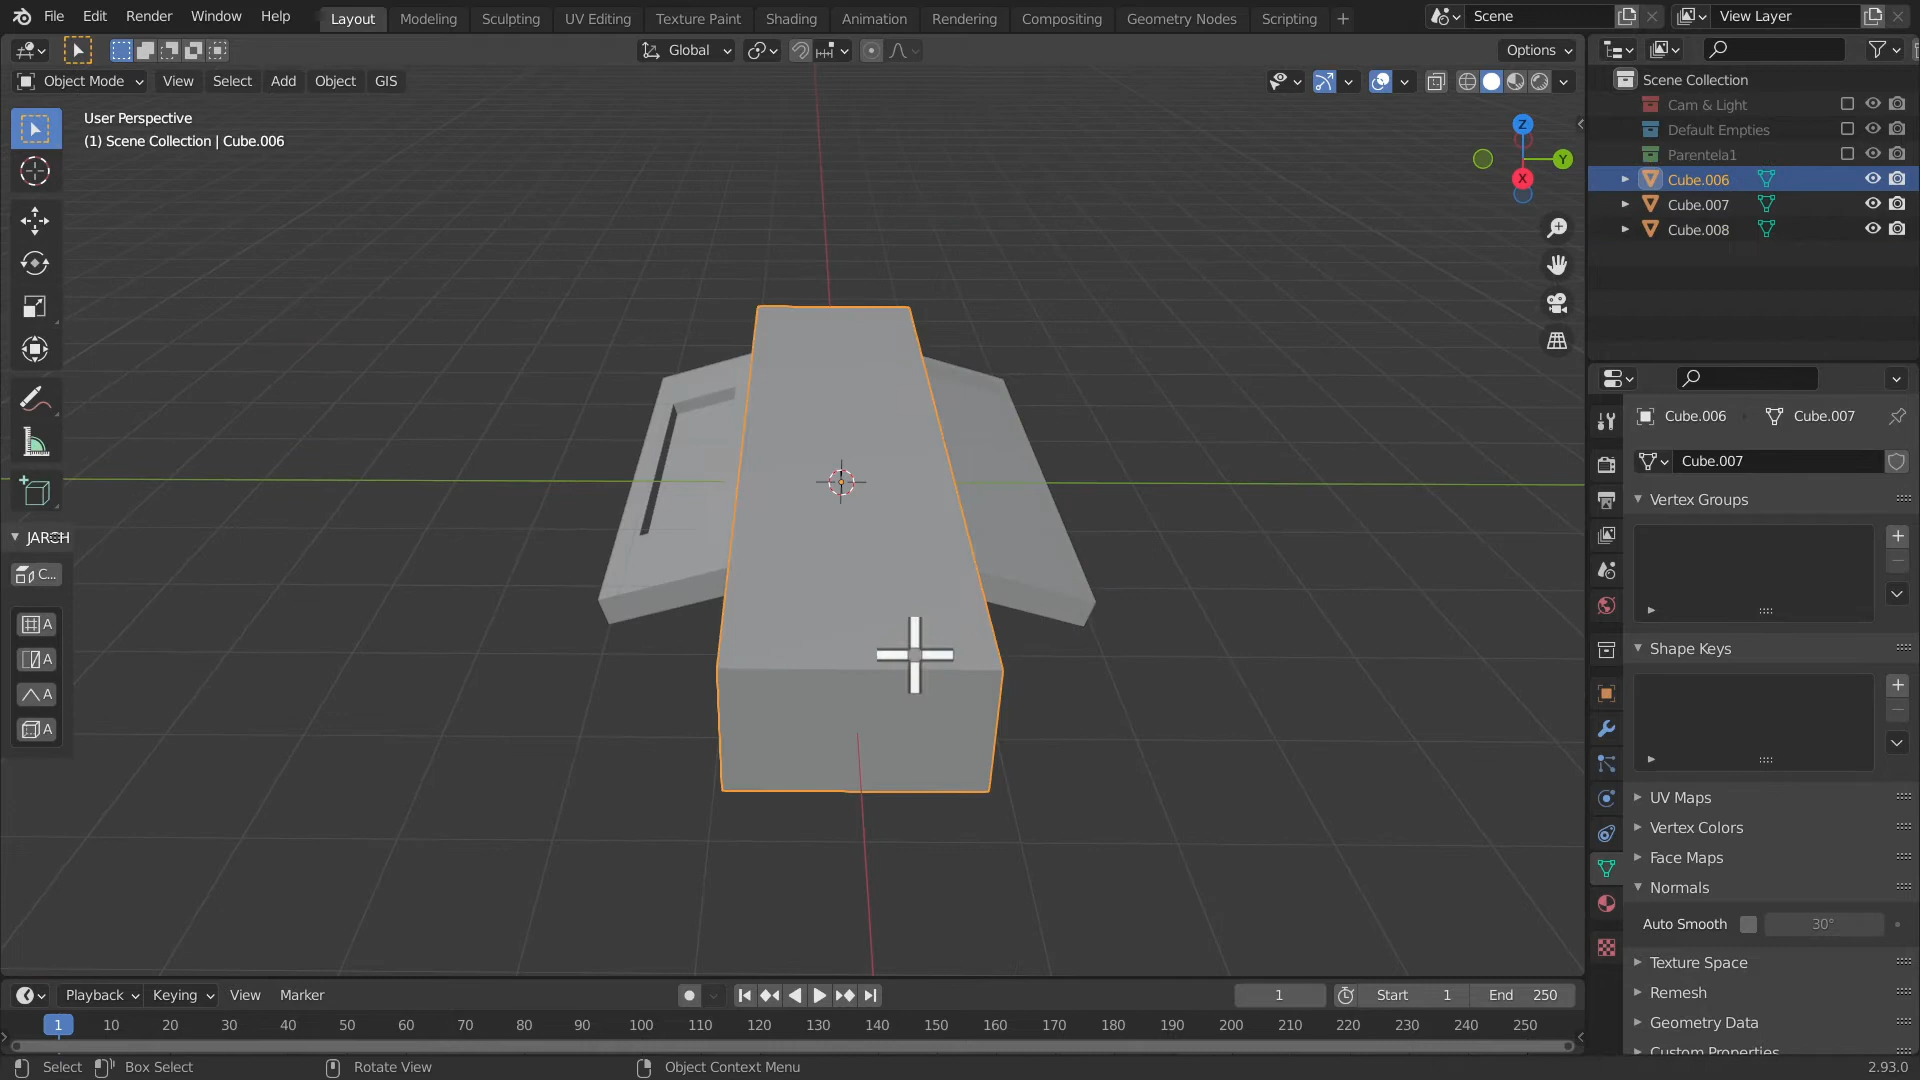 File Edit Render Window Help Layout Modeling Sculpting UV Editing Texture Paint Shading Animation Rendering Compositing Geometry Nodes Scripting + Scene View Layer
Global Options
Object Mode View Select Add Object GIS
User Perspective
(1) Scene Collection | Cube.006
Z
Y
X
JARCH
C...
A
A
A
A
Scene Collection
Cam & Light
Default Empties
Parentela1
Cube.006
Cube.007
Cube.008
Cube.006 Cube.007
Cube.007
Vertex Groups
Shape Keys
UV Maps
Vertex Colors
Face Maps
Normals
Auto Smooth 30°
Texture Space
Remesh
Geometry Data
Custom Properties
Playback Keying View Marker 1 Start 1 End 250
1 10 20 30 40 50 60 70 80 90 100 110 120 130 140 150 160 170 180 190 200 210 220 230 240 250
Select Box Select Rotate View Object Context Menu 2.93.0